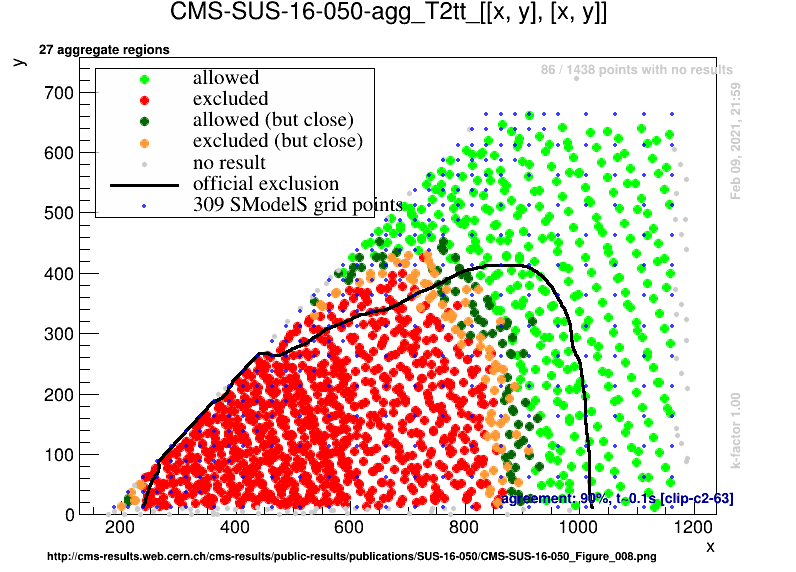 CMS-SUS-16-050-agg_T2tt_[[x, y], [x, y]]
27 aggregate regions
y
86 / 1438 points with no results
allowed
excluded
allowed (but close)
excluded (but close)
no result
official exclusion
309 SModelS grid points
700
600
500
400
300
200
100
0
Feb 09, 2021, 21:59
k-factor 1.00
agreement: 90%, t~0.1s [clip-c2-63]
200
400
600
800
1000
1200
x
http://cms-results.web.cern.ch/cms-results/public-results/publications/SUS-16-050/CMS-SUS-16-050_Figure_008.png